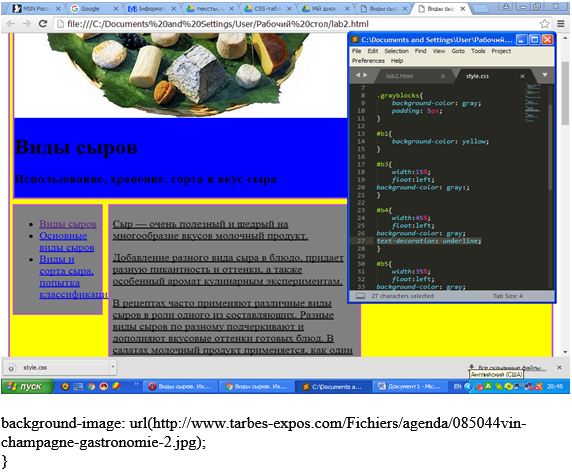 MSN Росси
Google
Інформаці
тексты,
CSS-табл
Мій диск
Виды сыр
Виды сыр
file:///C:/Documents%20and%20Settings/User/Рабочий%20стол/lab2.html
C:\Documents and Settings\User\Рабочий...
File Edit Selection Find View Goto Tools Project
Preferences Help
lab2.html
style.css
7
8 .grayblocks{
9 background-color: gray;
10 padding: 5px;
11 }
12
13 #b1{
14 background-color: yellow;
15 }
16
17 #b3{
18 width:15%;
19 float:left;
20 background-color: gray;
21 }
22
23 #b4{
24 width:45%;
25 float:left;
26 background-color: gray;
27 text-decoration: underline;
28 }
29
30 #b5{
31 width:35%;
32 float:left;
33 background-color: gray;
27 characters selected
Tab Size: 4
Виды сыров
Использование, хранение, сорта и вкус сыра
Виды сыров
Основные
виды сыров
Виды и
сорта сыра,
попытка
классификаци
Сыр — очень полезный и щедрый на
многообразие вкусов молочный продукт.
Добавление разного вида сыра в блюдо, придает
разную пикантность и оттенки, а также
особенный аромат кулинарным экспериментам.
В рецептах часто применяют различные виды
сыров в роли одного из составляющих. Разные
виды сыров по разному подчеркивают и
дополняют вкусовые оттенки готовых блюд. В
салатах молочный продукт применяется, как один
style.css
Все скачанные файлы...
Английский (США)
пуск
Виды сыров. Их...
Виды сыров. Их...
C:\Documents a...
Документ1 - Mic...
EN
20:45
background-image: url(http://www.tarbes-expos.com/Fichiers/agenda/085044vin-
champagne-gastronomie-2.jpg);
}